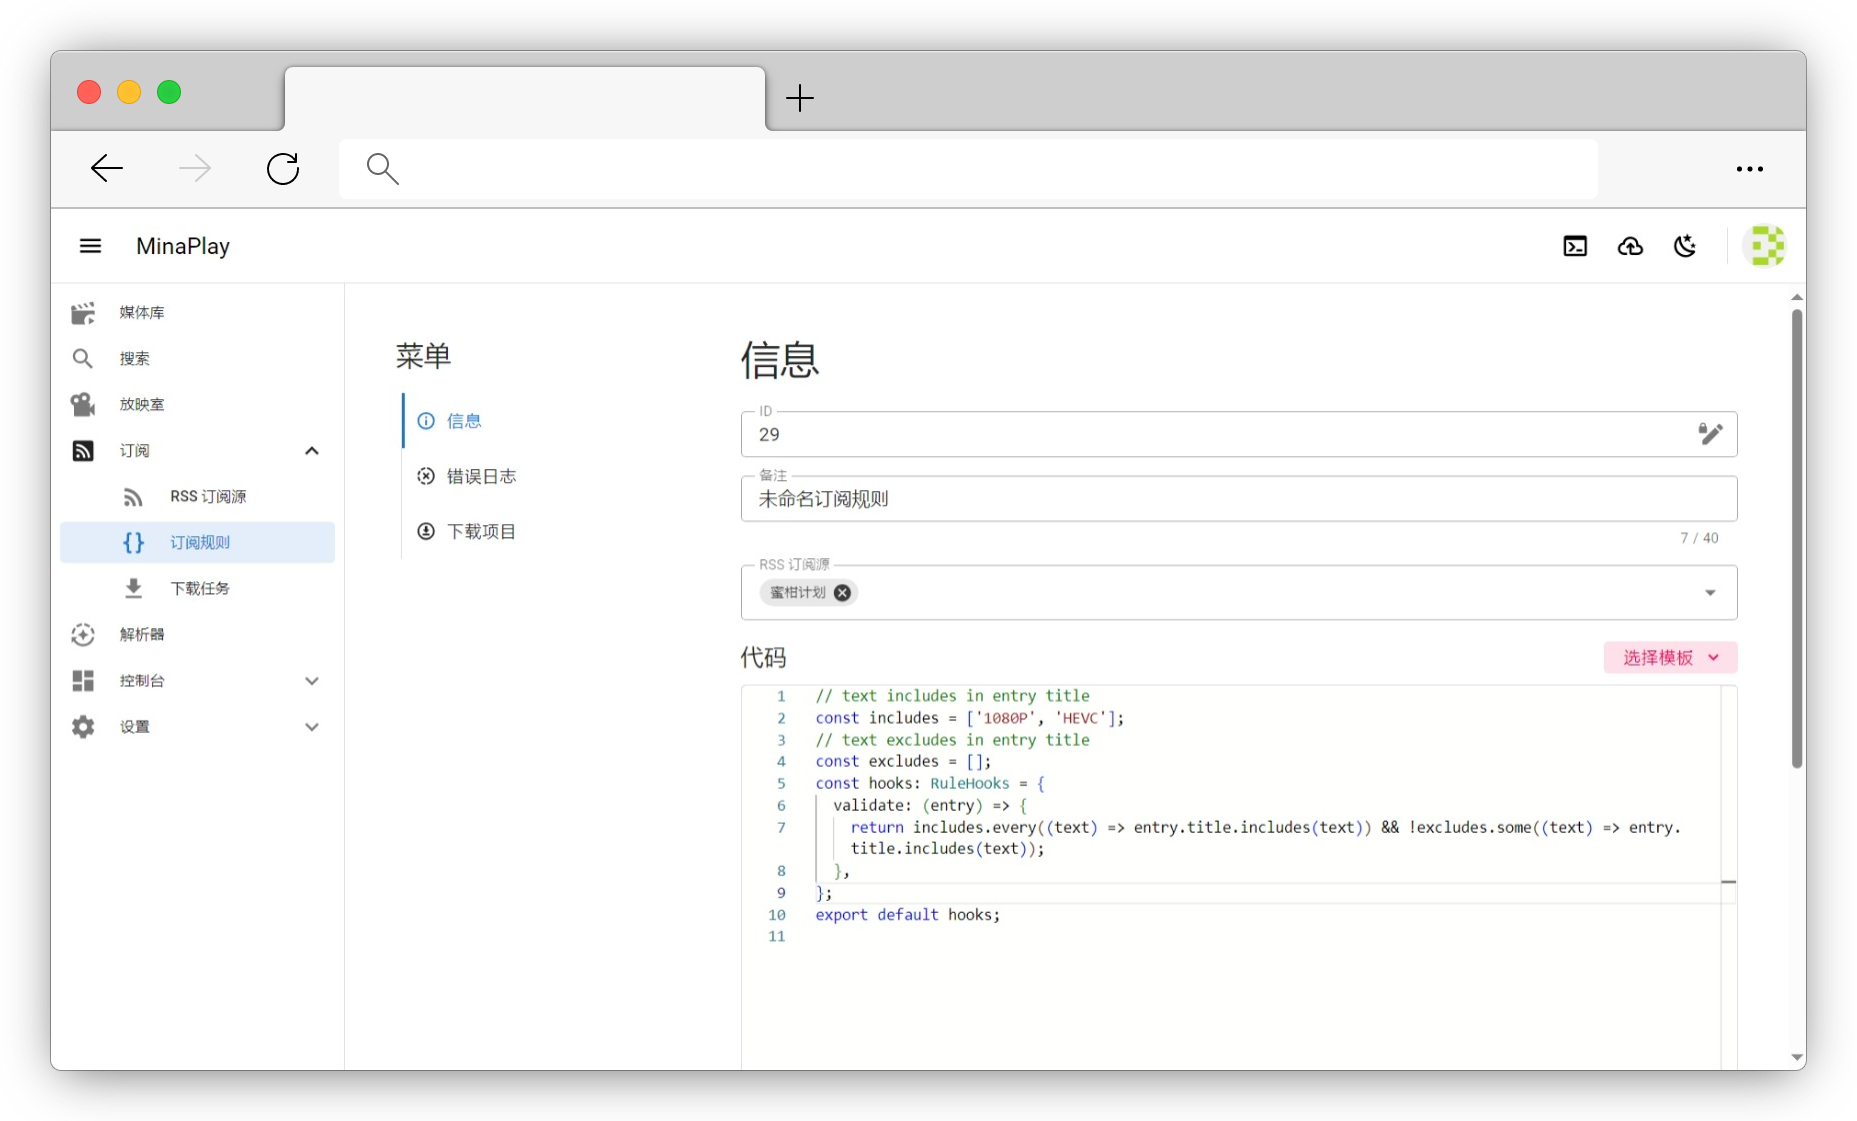 MinaPlay
媒体库
搜索
放映室
订阅
RSS 订阅源
订阅规则
下载任务
解析器
控制台
设置
菜单
信息
错误日志
下载项目
信息
ID
29
备注
未命名订阅规则
7 / 40
RSS 订阅源
蜜柑计划
代码
选择模板
1 // text includes in entry title
2 const includes = ['1080P', 'HEVC'];
3 // text excludes in entry title
4 const excludes = [];
5 const hooks: RuleHooks = {
6 validate: (entry) => {
7 return includes.every((text) => entry.title.includes(text)) && !excludes.some((text) => entry.
title.includes(text));
8 },
9 };
10 export default hooks;
11